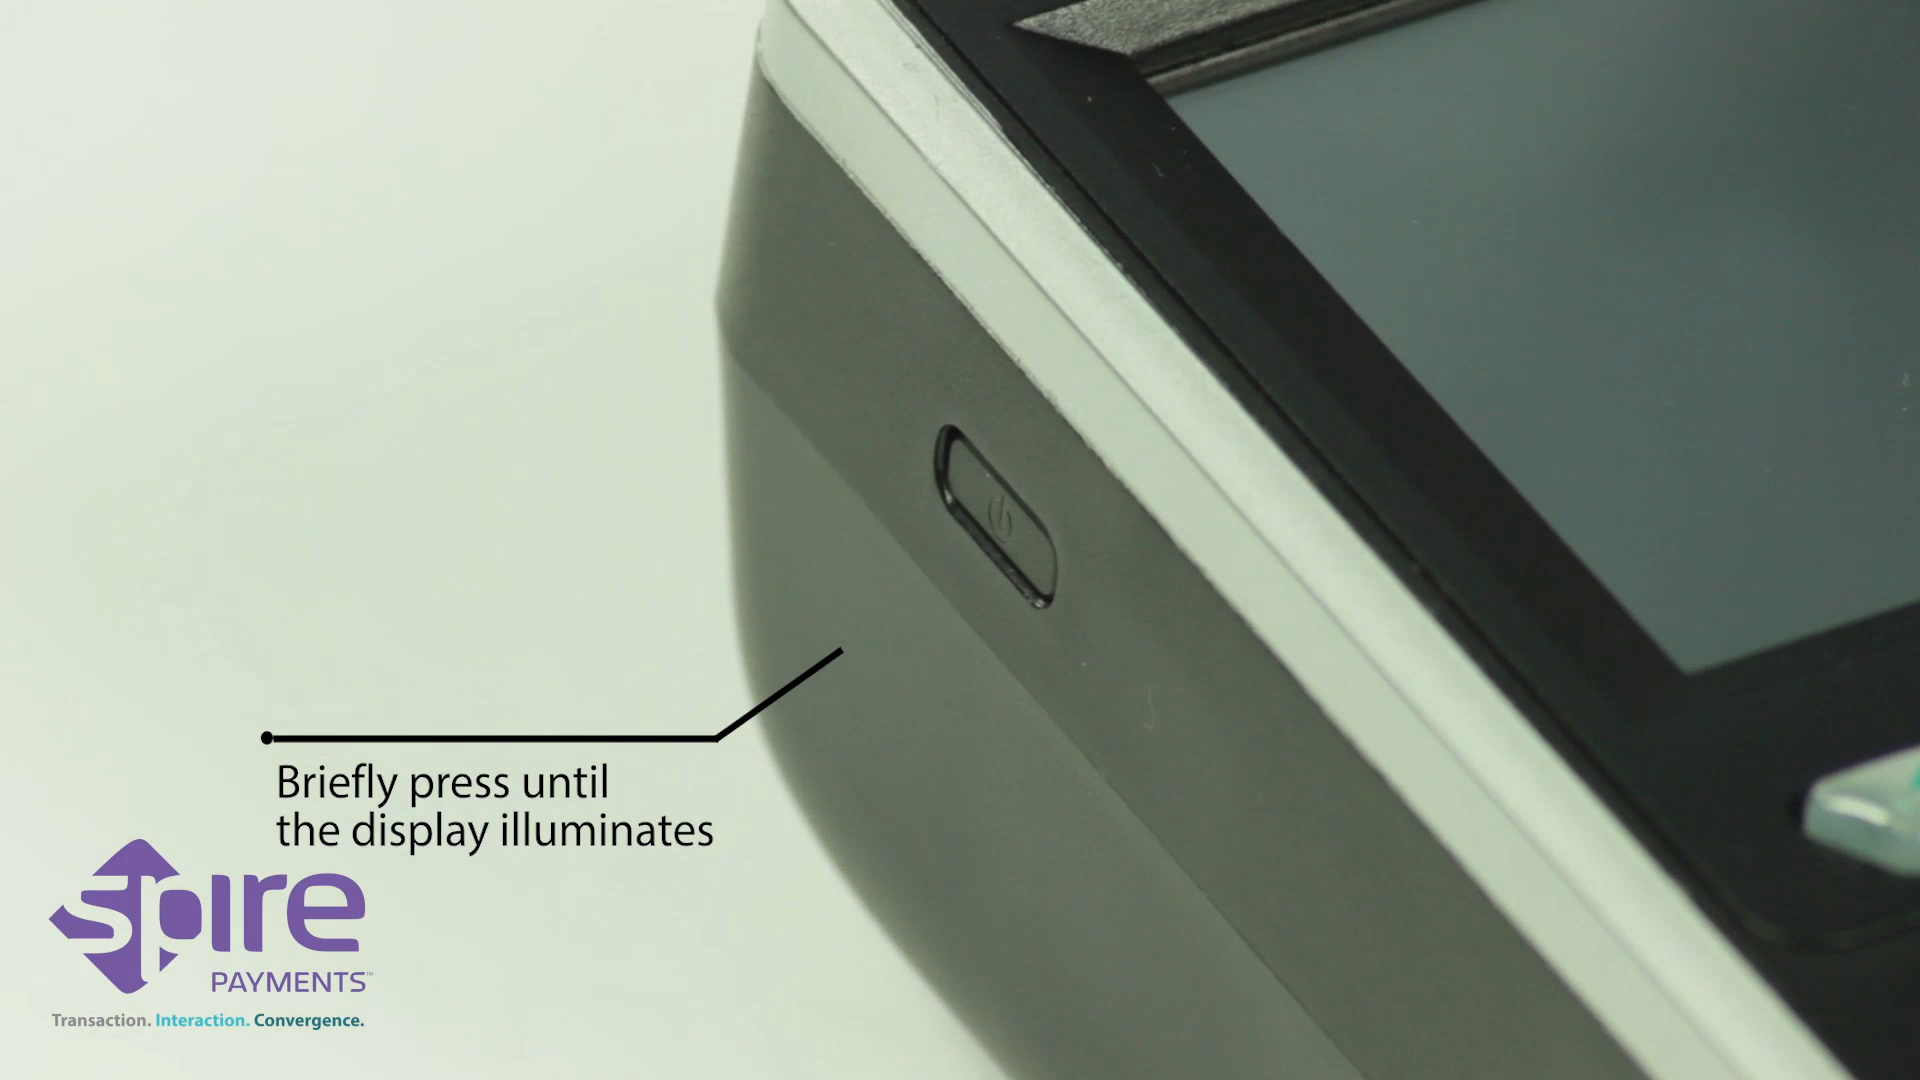 Briefly press until
the display illuminates
spire
PAYMENTS™
Transaction. Interaction. Convergence.